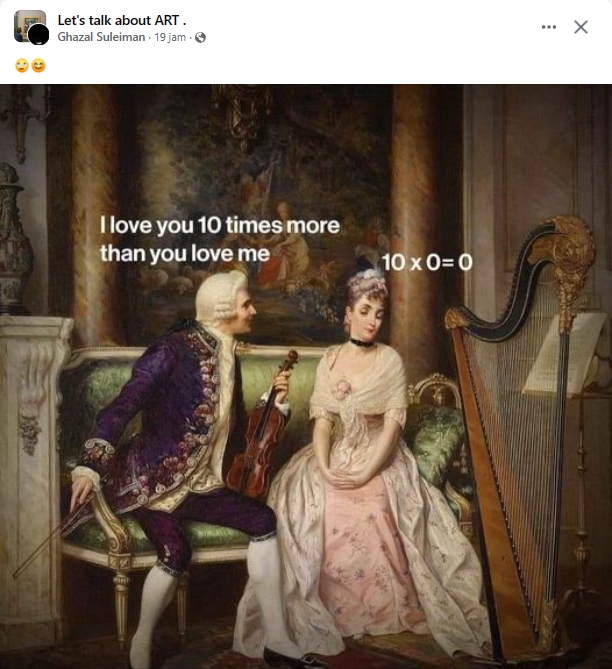 Let's talk about ART .
Ghazal Suleiman · 19 jam ·
🙄😊
I love you 10 times more
than you love me
10 x 0= 0